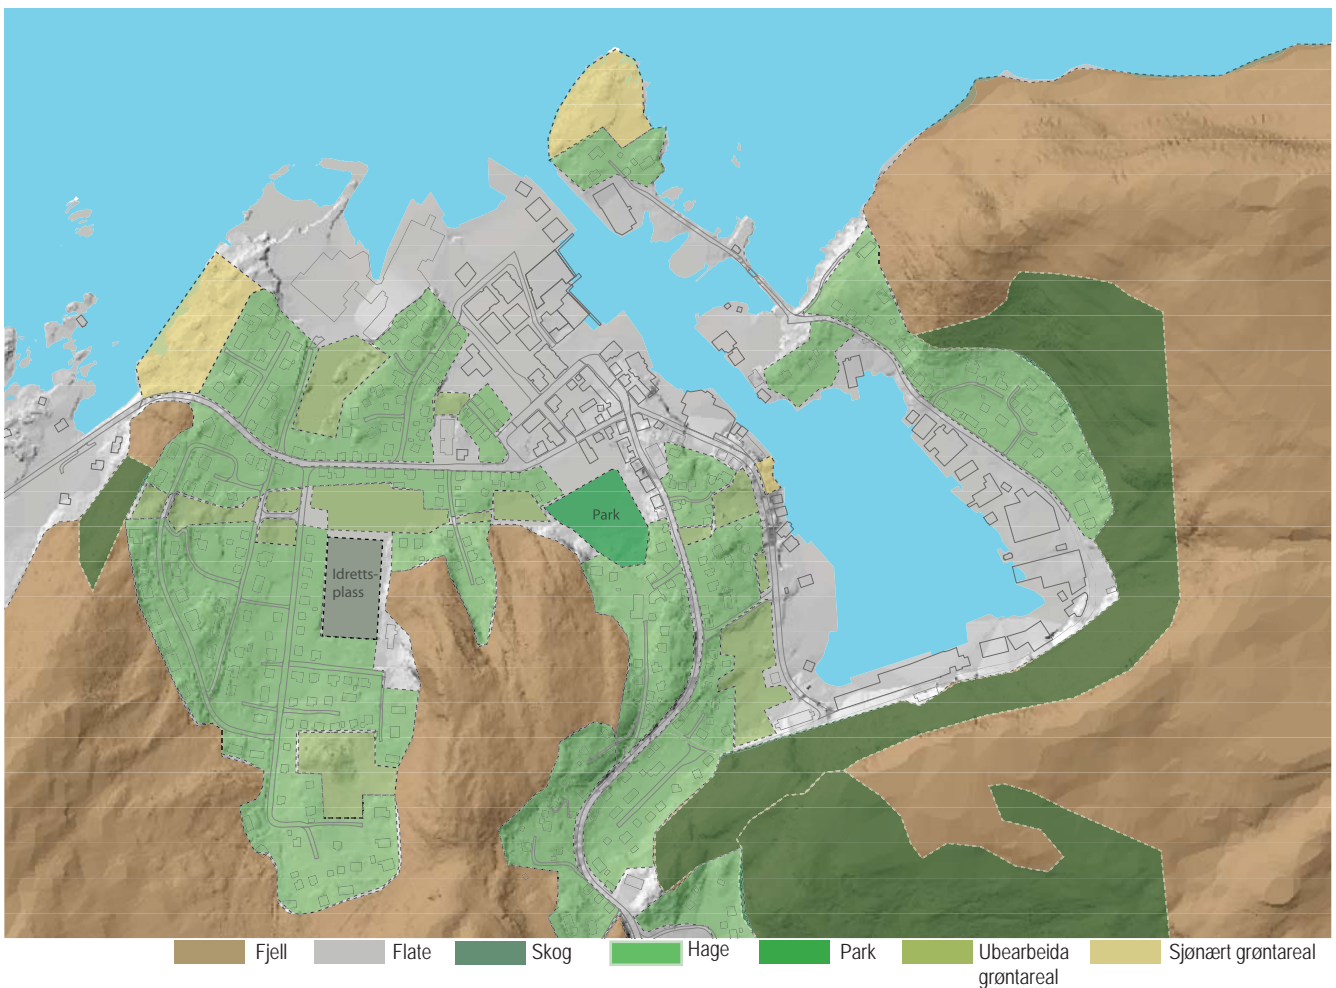 Park
Idretts-
plass
Fjell
Flate
Skog
Hage
Park
Ubearbeida
grøntareal
Sjønært grøntareal